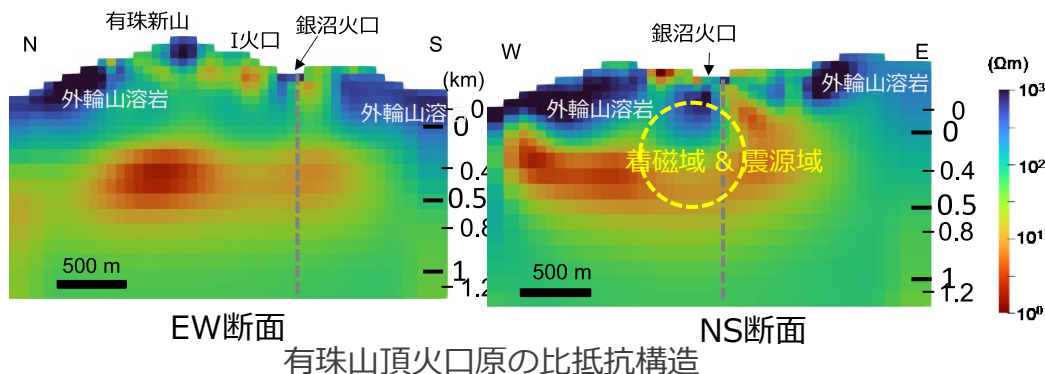 有珠新山
I火口
銀沼火口
N
S
(km)
外輪山溶岩
外輪山溶岩
0
0
0.4
0.5
0.8
1
1.2
500 m
EW断面
銀沼火口
W
E
外輪山溶岩
外輪山溶岩
着磁域 & 震源域
0
0
0.4
0.5
0.8
1
1.2
500 m
NS断面
(Ωm)
10³
10²
10¹
10⁰
有珠山頂火口原の比抵抗構造